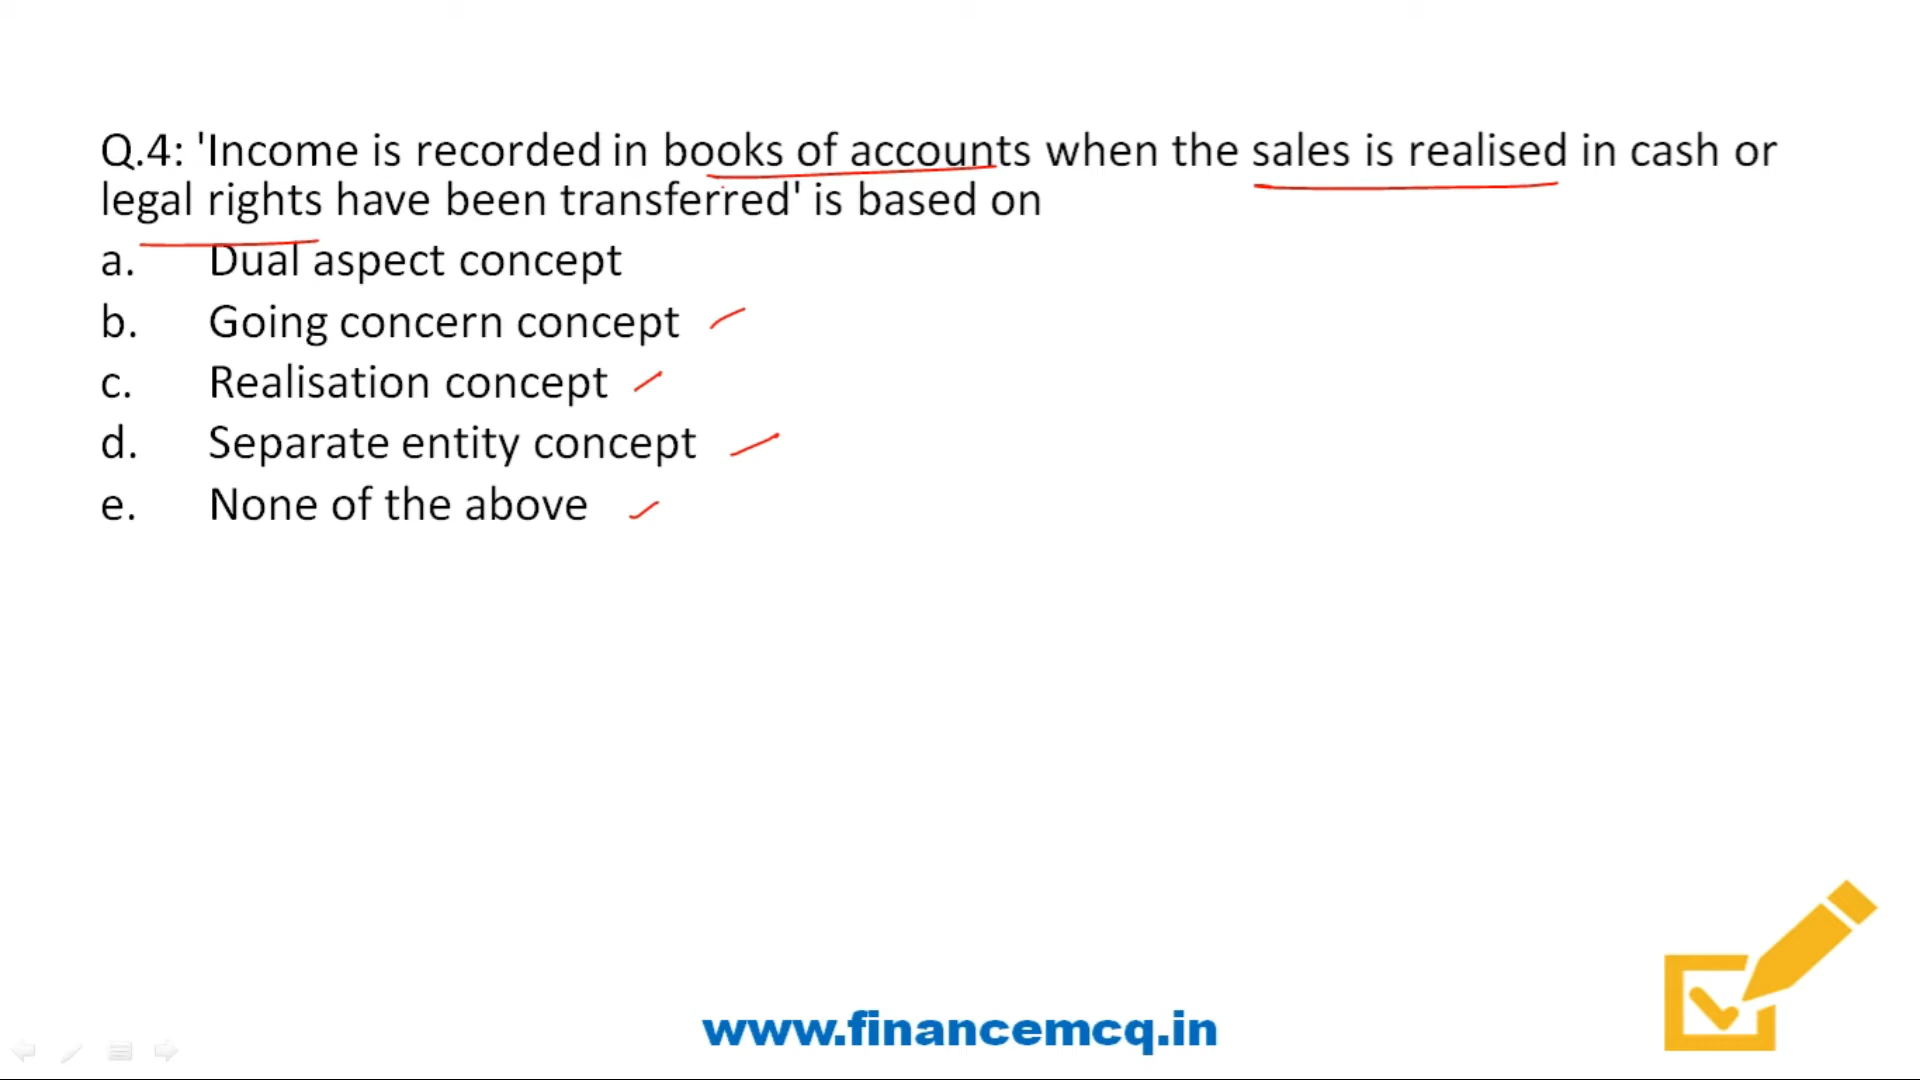 Q.4: 'Income is recorded in books of accounts when the sales is realised in cash or
legal rights have been transferred' is based on
a. Dual aspect concept
b. Going concern concept
c. Realisation concept
d. Separate entity concept
e. None of the above
www.financemcq.in